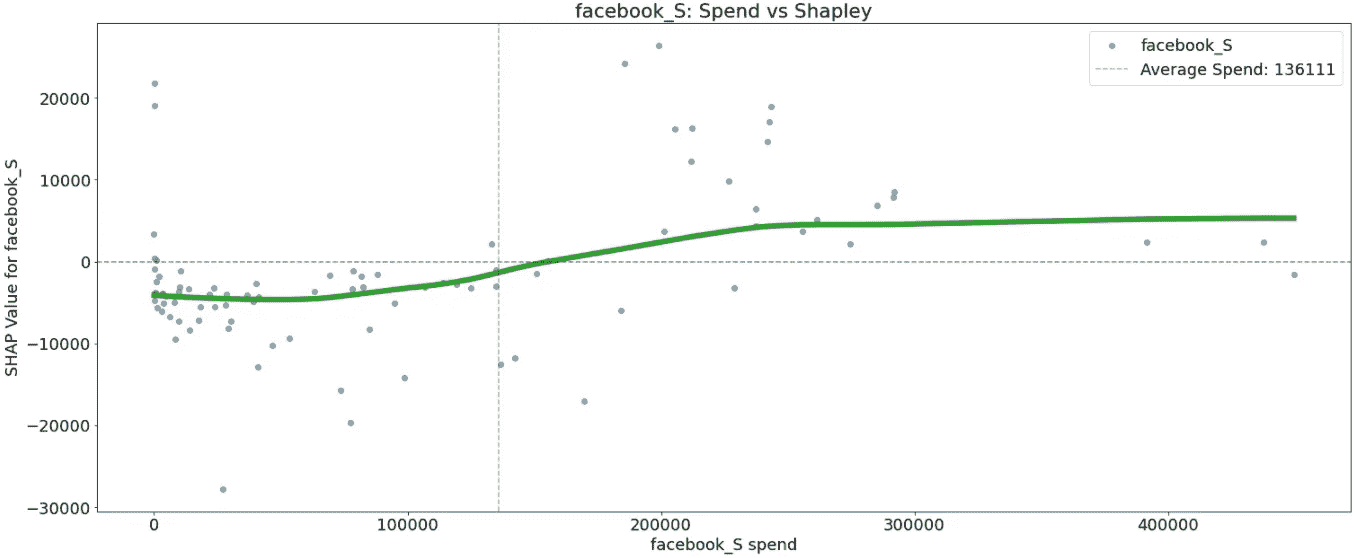 facebook_S: Spend vs Shapley
facebook_S
Average Spend: 136111
SHAP Value for facebook_S
20000
10000
0
−10000
−20000
−30000
0
100000
200000
300000
400000
facebook_S spend